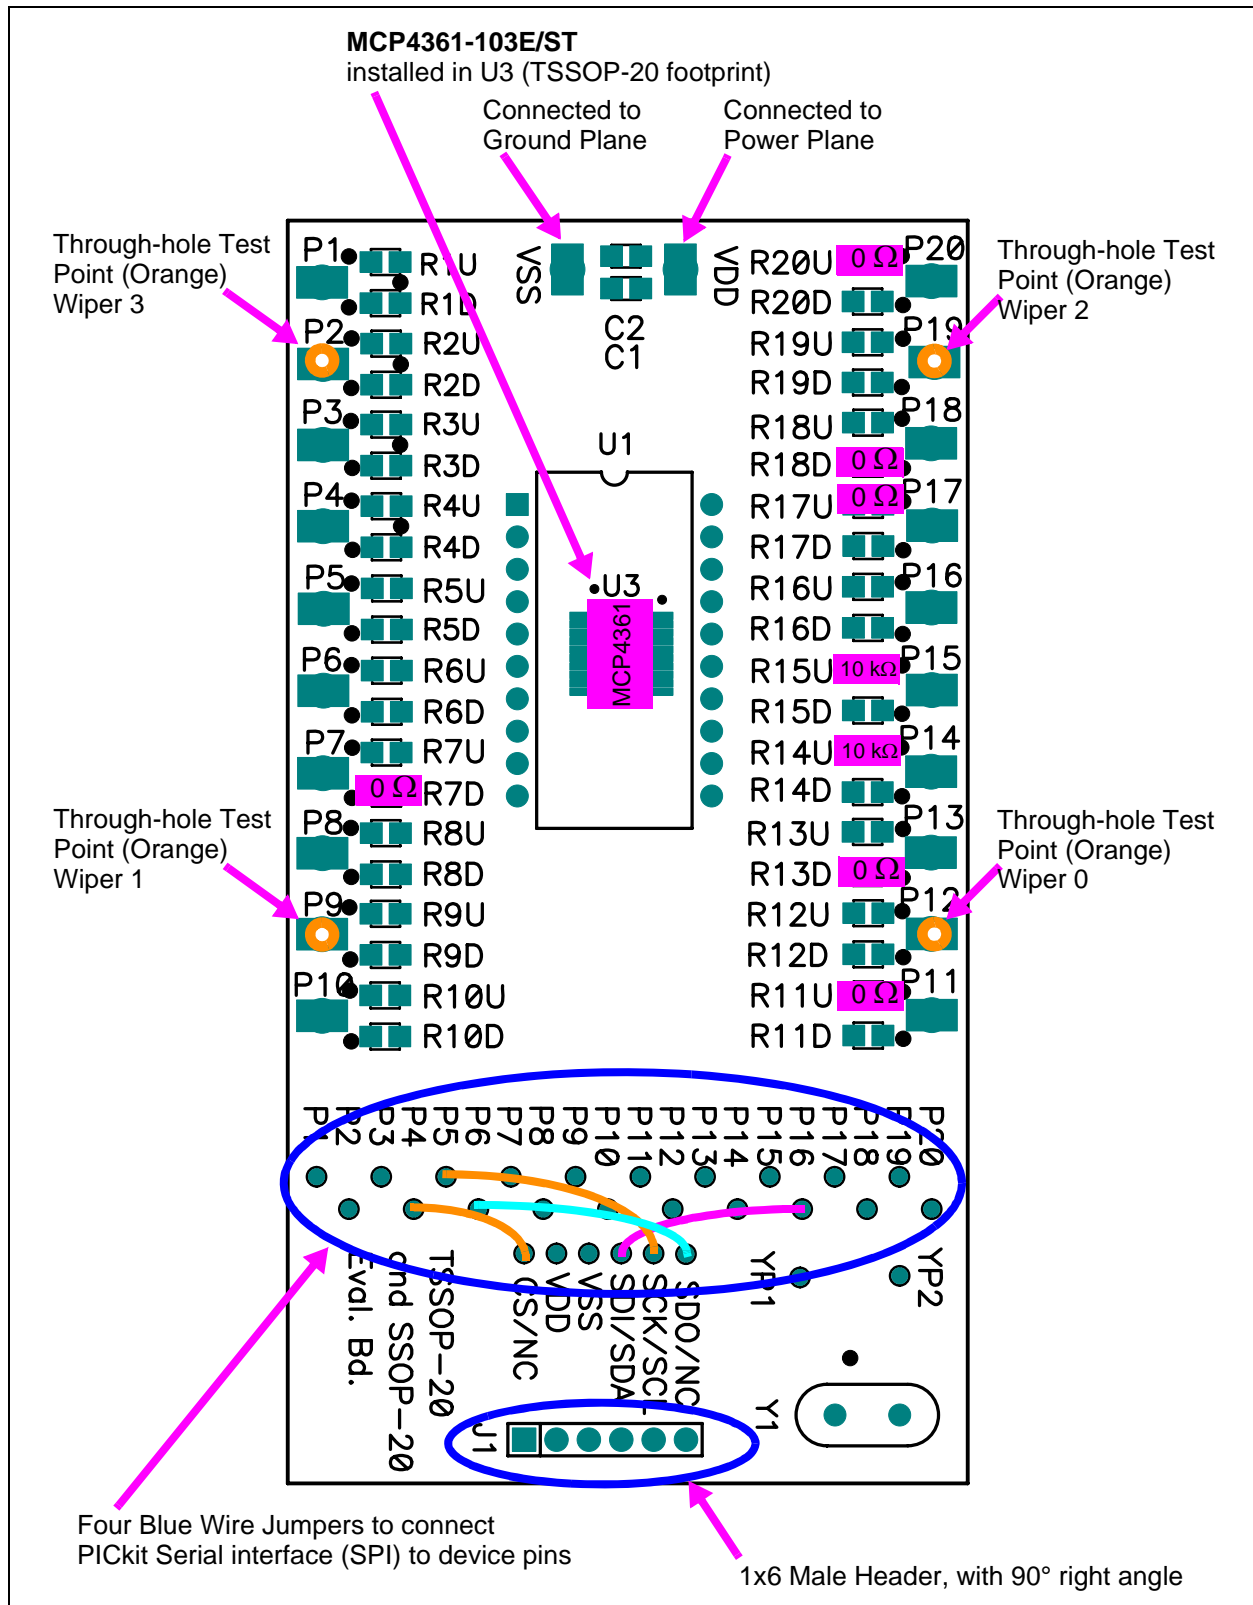 MCP4361-103E/ST
installed in U3 (TSSOP-20 footprint)
Connected to
Ground Plane
Connected to
Power Plane
Through-hole Test
Point (Orange)
Wiper 3
Through-hole Test
Point (Orange)
Wiper 2
VSS
VDD
C2
C1
P1
R1U
R1D
P2
R2U
R2D
P3
R3U
R3D
P4
R4U
R4D
P5
R5U
R5D
P6
R6U
R6D
P7
R7U
0 Ω
R7D
P8
R8U
R8D
P9
R9U
R9D
P10
R10U
R10D
U1
U3
MCP4361
R20U
0 Ω
P20
R20D
R19U
P19
R19D
R18U
P18
R18D
0 Ω
R17U
0 Ω
P17
R17D
R16U
P16
R16D
R15U
10 kΩ
P15
R15D
R14U
10 kΩ
P14
R14D
R13U
P13
R13D
0 Ω
R12U
P12
R12D
R11U
0 Ω
P11
R11D
Through-hole Test
Point (Orange)
Wiper 1
Through-hole Test
Point (Orange)
Wiper 0
P1
P2
P3
P4
P5
P6
P7
P8
P9
P10
P11
P12
P13
P14
P15
P16
P17
P18
P19
P20
TSSOP-20
and SSOP-20
Eval. Bd.
CS/NC
VDD
VSS
SDI/SDA
SCK/SCL
SDO/NC
YP1
YP2
J1
Y1
Four Blue Wire Jumpers to connect
PICkit Serial interface (SPI) to device pins
1x6 Male Header, with 90° right angle